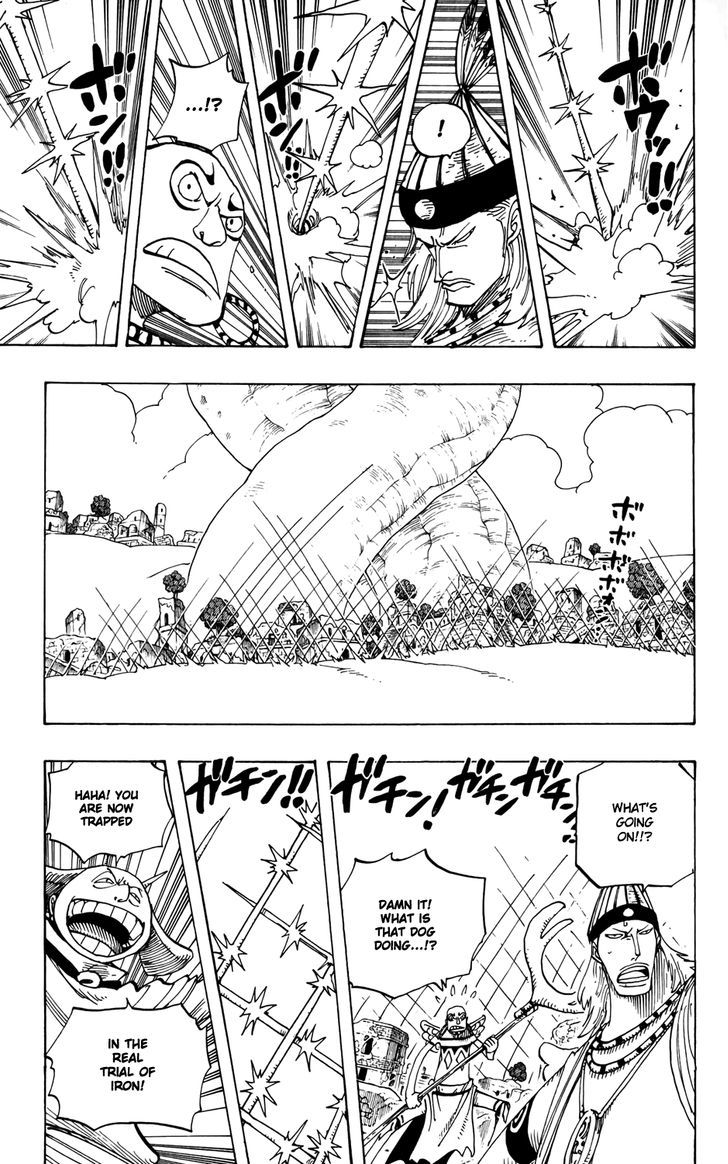 ボウッ!!
!
ボン!!
...!?
ボン!!
ボボボボボ...
WHAT'S
GOING
ON!!?
DAMN IT!
WHAT IS
THAT DOG
DOING...!?
ガチンガチンガチン!
ガチン!!
HAHA! YOU
ARE NOW
TRAPPED
IN THE
REAL
TRIAL OF
IRON!